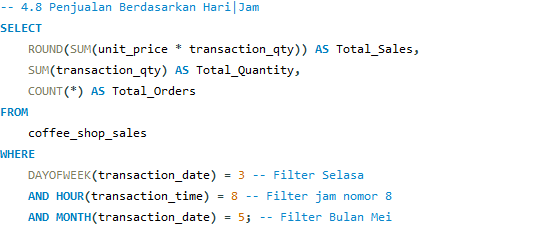 -- 4.8 Penjualan Berdasarkan Hari|Jam
SELECT
    ROUND(SUM(unit_price * transaction_qty)) AS Total_Sales,
    SUM(transaction_qty) AS Total_Quantity,
    COUNT(*) AS Total_Orders
FROM
    coffee_shop_sales
WHERE
    DAYOFWEEK(transaction_date) = 3 -- Filter Selasa
    AND HOUR(transaction_time) = 8 -- Filter jam nomor 8
    AND MONTH(transaction_date) = 5; -- Filter Bulan Mei